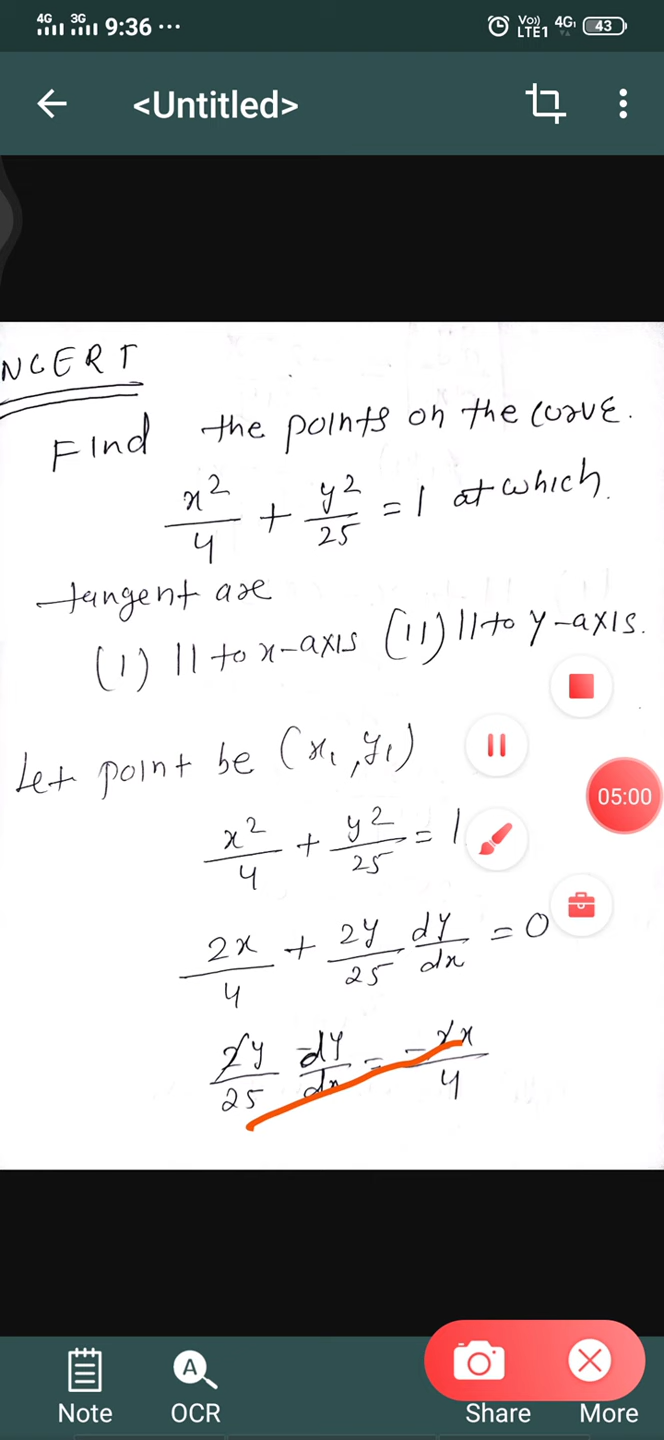 4G 3G 9:36 ··· Vo)) LTE1 4G 43
<Untitled>
NCERT
Find the points on the curve.
x²/4 + y²/25 = 1 at which.
tangent are
(I) || to x-axis (II) || to y-axis.
Let point be (x₁, y₁)
x²/4 + y²/25 = 1
05:00
2x/4 + 2y/25 dy/dx = 0
2y/25 dy/dx = -2x/4
A
Note OCR Share More